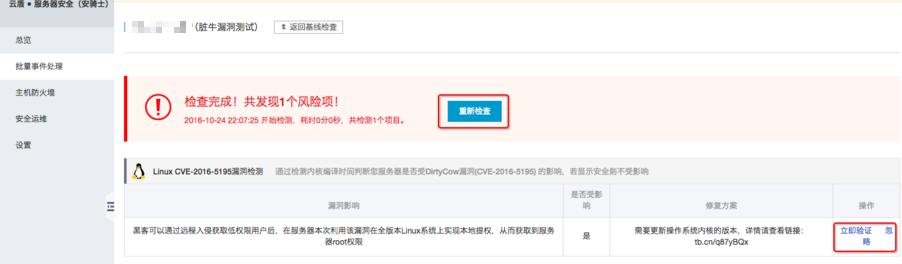 云盾 • 服务器安全（安骑士）
总览
批量事件处理
主机防火墙
安全运维
设置
（脏牛漏洞测试）
返回基线检查
检查完成！共发现1个风险项！
2016-10-24 22:07:25 开始检测，耗时0分0秒，共检测1个项目。
重新检查
Linux CVE-2016-5195漏洞检测 通过检测内核编译时间判断您服务器是否受DirtyCow漏洞(CVE-2016-5195) 的影响，若显示安全则不受影响
漏洞影响
是否受影
响
修复方案
操作
黑客可以通过远程入侵获取低权限用户后，在服务器本次利用该漏洞在全版本Linux系统上实现本地提权，从而获取到服务
器root权限
是
需要更新操作系统内核的版本，详情请查看链接：
tb.cn/q87yBQx
立即验证 忽
略